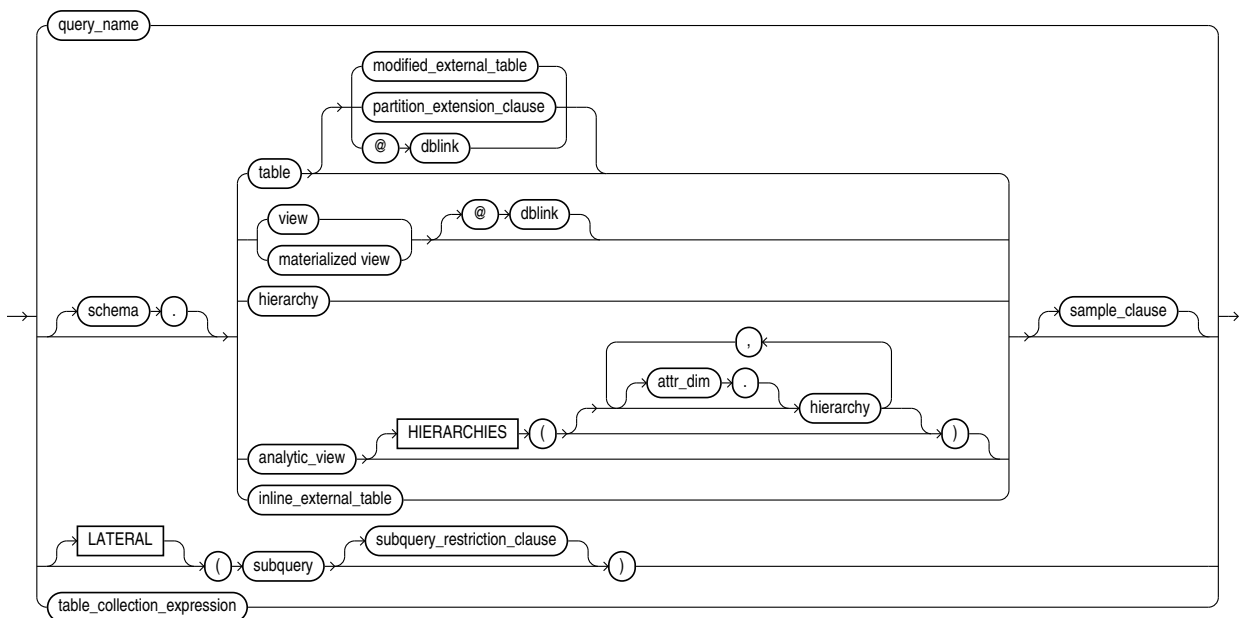 query_name
modified_external_table
partition_extension_clause
@ dblink
table
view @ dblink
materialized view
hierarchy
schema . sample_clause
,
attr_dim .
hierarchy
HIERARCHIES ( )
analytic_view
inline_external_table
LATERAL subquery_restriction_clause
( subquery )
table_collection_expression